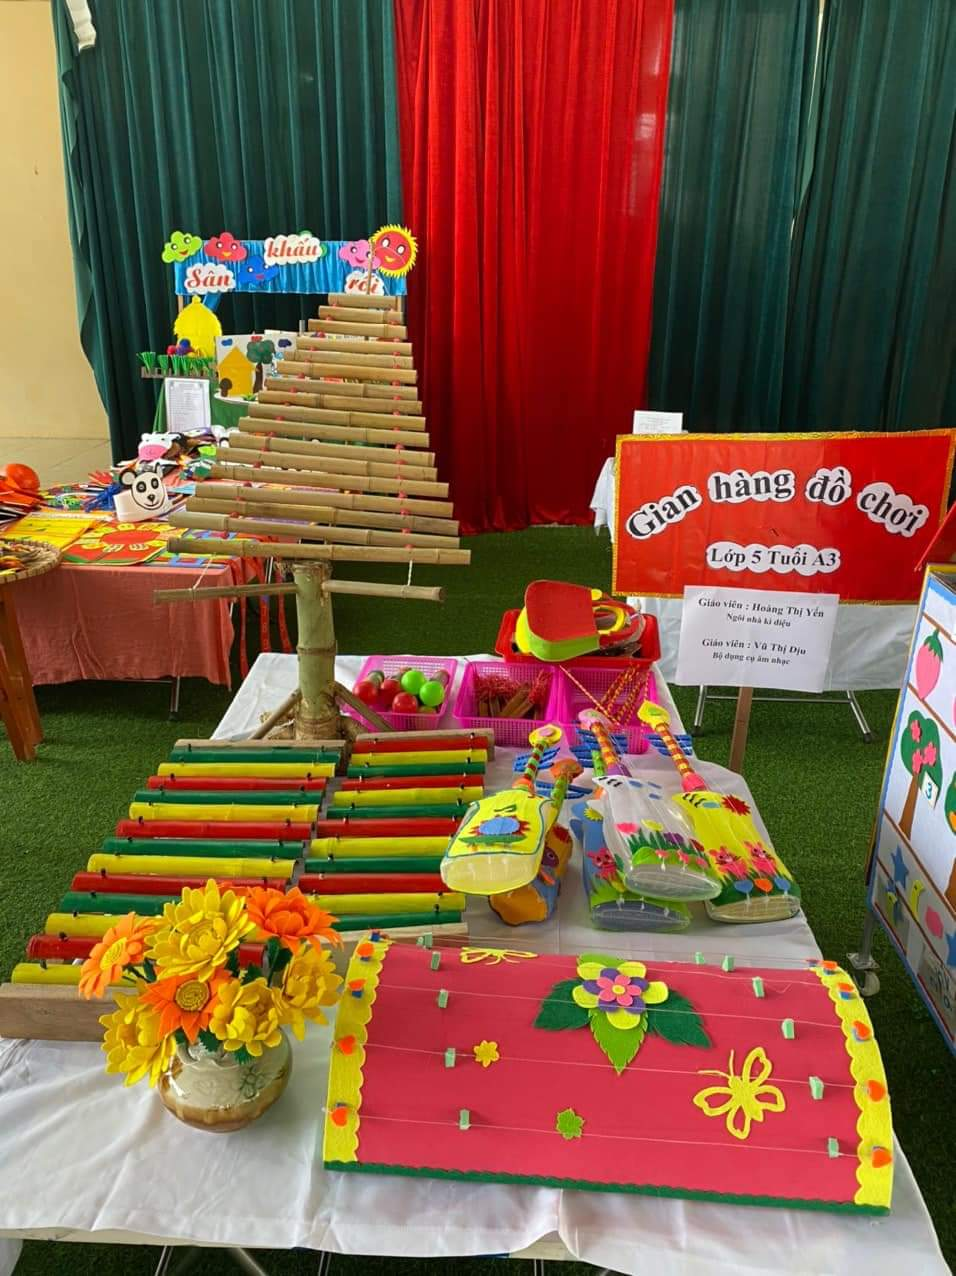 Sân khấu
rối
Gian hàng đồ chơi
Lớp 5 Tuổi A3
Giáo viên : Hoàng Thị Yến
Ngôi nhà kì diệu
Giáo viên : Vũ Thị Dịu
Bộ dụng cụ âm nhạc
3